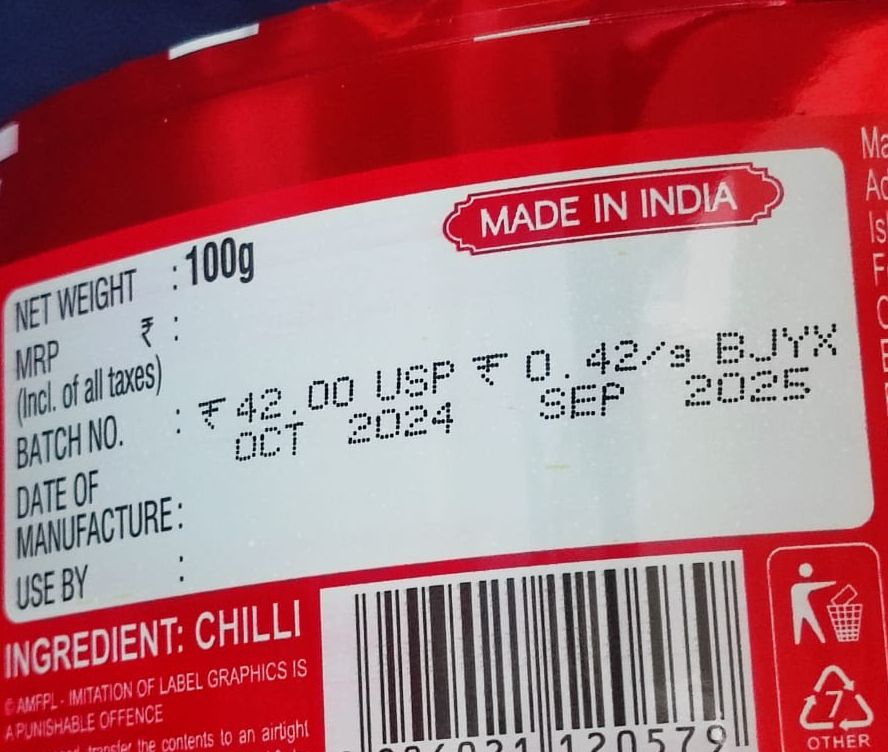 MADE IN INDIA
NET WEIGHT : 100g
MRP ₹ :
(Incl. of all taxes)
₹ 42.00 USP ₹ 0.42/g BJYX
BATCH NO. :
OCT 2024 SEP 2025
DATE OF
MANUFACTURE :
USE BY :
INGREDIENT: CHILLI
© AMFPL - IMITATION OF LABEL GRAPHICS IS
A PUNISHABLE OFFENCE
transfer the contents to an airtight
120579
7
OTHER